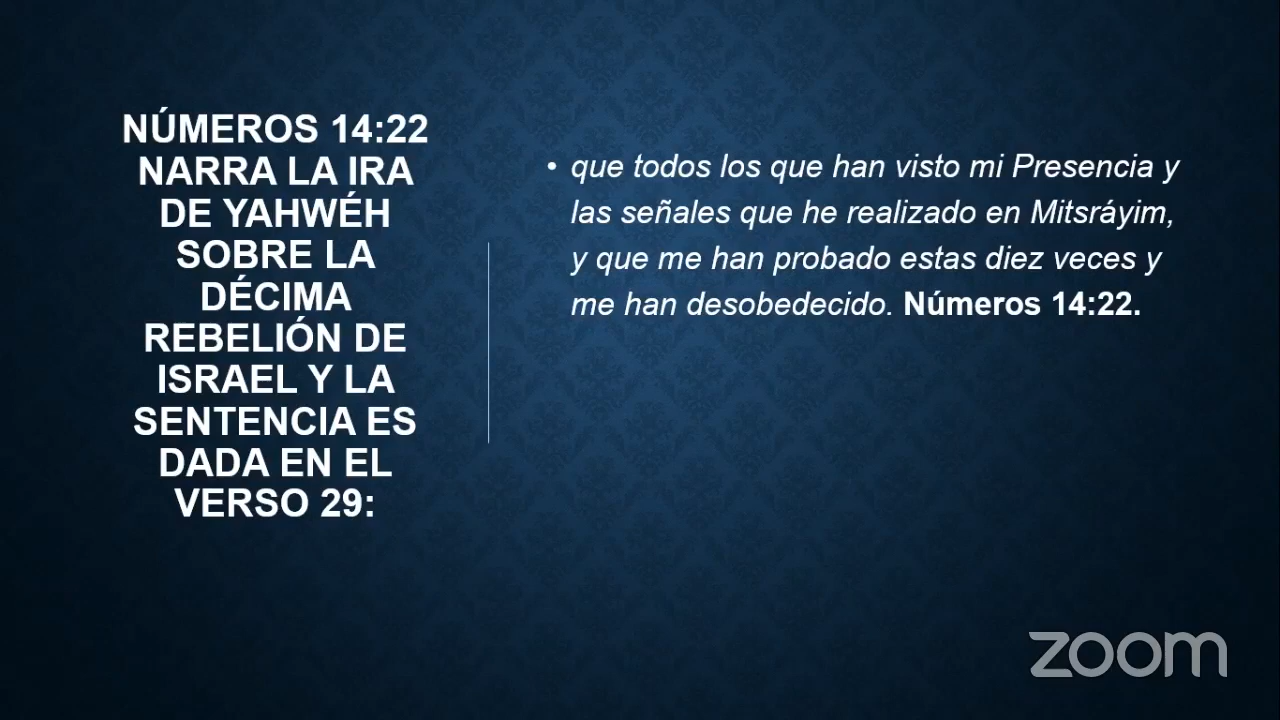 NÚMEROS 14:22
NARRA LA IRA
DE YAHWÉH
SOBRE LA
DÉCIMA
REBELIÓN DE
ISRAEL Y LA
SENTENCIA ES
DADA EN EL
VERSO 29:
• que todos los que han visto mi Presencia y
las señales que he realizado en Mitsráyim,
y que me han probado estas diez veces y
me han desobedecido. Números 14:22.
zoom